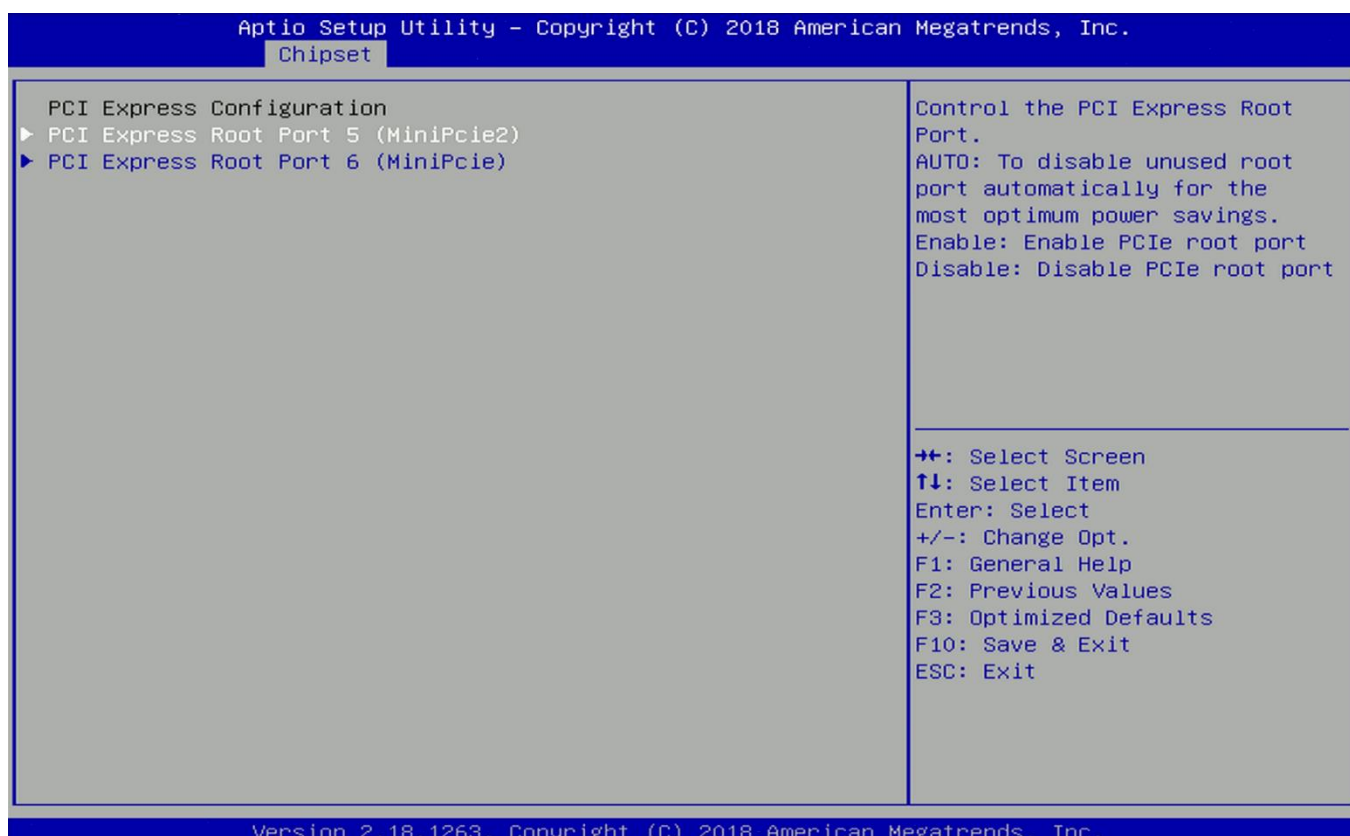 Aptio Setup Utility – Copyright (C) 2018 American Megatrends, Inc.
Chipset
PCI Express Configuration
▶ PCI Express Root Port 5 (MiniPcie2)
▶ PCI Express Root Port 6 (MiniPcie)
Control the PCI Express Root
Port.
AUTO: To disable unused root
port automatically for the
most optimum power savings.
Enable: Enable PCIe root port
Disable: Disable PCIe root port
→←: Select Screen
↑↓: Select Item
Enter: Select
+/-: Change Opt.
F1: General Help
F2: Previous Values
F3: Optimized Defaults
F10: Save & Exit
ESC: Exit
Version 2.18.1263. Copyright (C) 2018 American Megatrends, Inc.